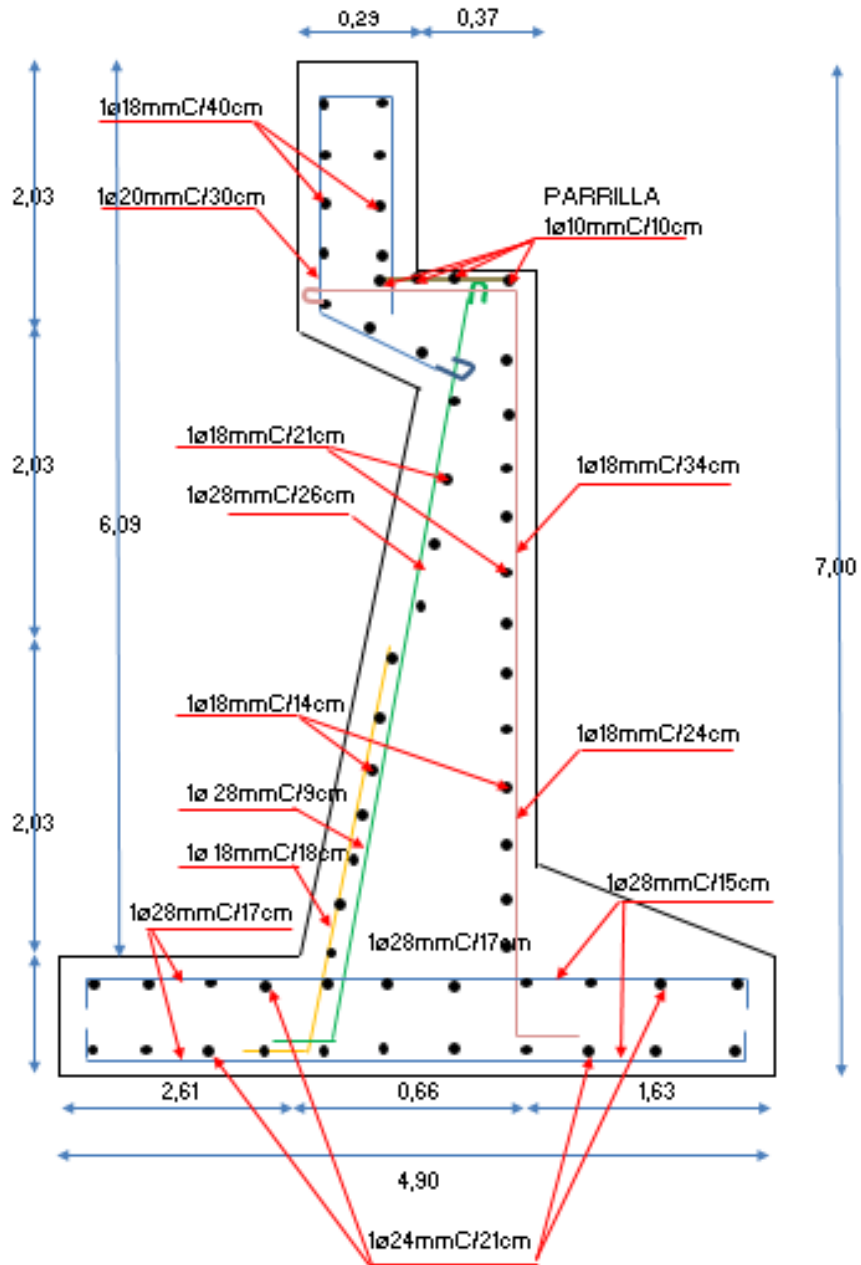 0,29
0,37
1ø18mmC/40cm
2,03
1ø20mmC/30cm
PARRILLA
1ø10mmC/10cm
1ø18mmC/21cm
2,03
1ø18mmC/34cm
1ø28mmC/26cm
6,09
7,00
1ø18mmC/14cm
1ø18mmC/24cm
1ø 28mmC/9cm
2,03
1ø 18mmC/18cm
1ø28mmC/15cm
1ø28mmC/17cm
1ø28mmC/17cm
2,61
0,66
1,63
4,90
1ø24mmC/21cm